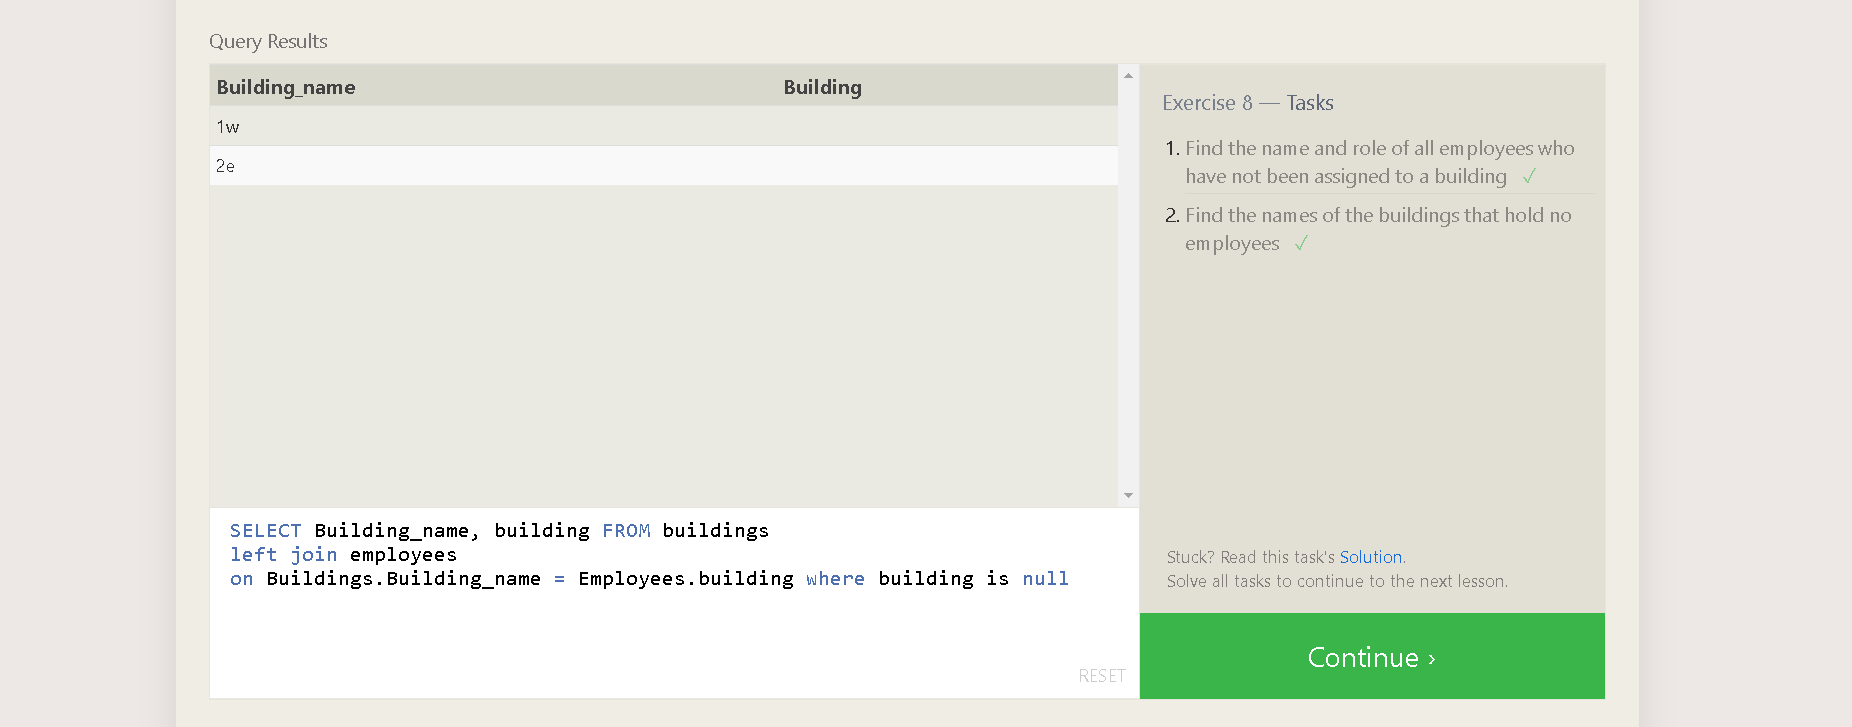 Query Results
Building_name Building
1w
2e
SELECT Building_name, building FROM buildings
left join employees
on Buildings.Building_name = Employees.building where building is null
RESET
Exercise 8 — Tasks
1. Find the name and role of all employees who
have not been assigned to a building ✓
2. Find the names of the buildings that hold no
employees ✓
Stuck? Read this task's Solution.
Solve all tasks to continue to the next lesson.
Continue ›